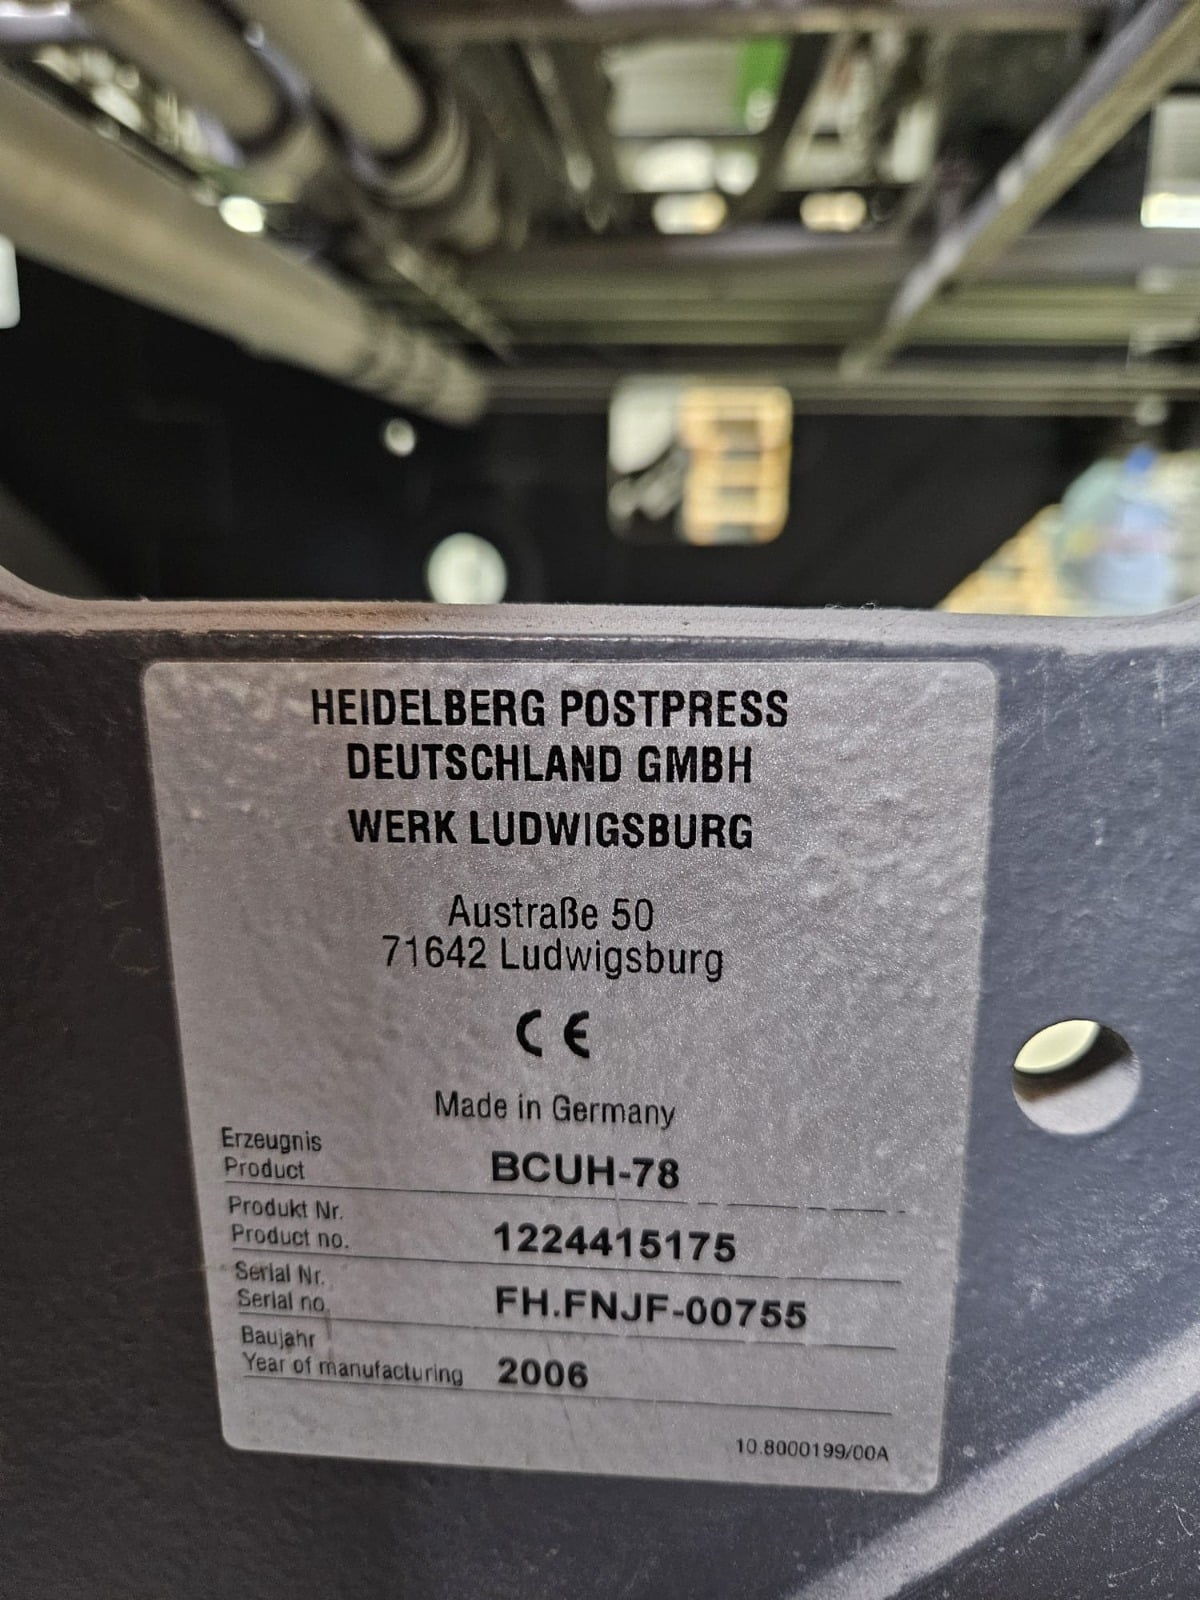 HEIDELBERG POSTPRESS
DEUTSCHLAND GMBH
WERK LUDWIGSBURG
Austraße 50
71642 Ludwigsburg
CE
Made in Germany
Erzeugnis
Product BCUH-78
Produkt Nr.
Product no. 1224415175
Serial Nr.
Serial no. FH.FNJF-00755
Baujahr
Year of manufacturing 2006
10.8000199/00A